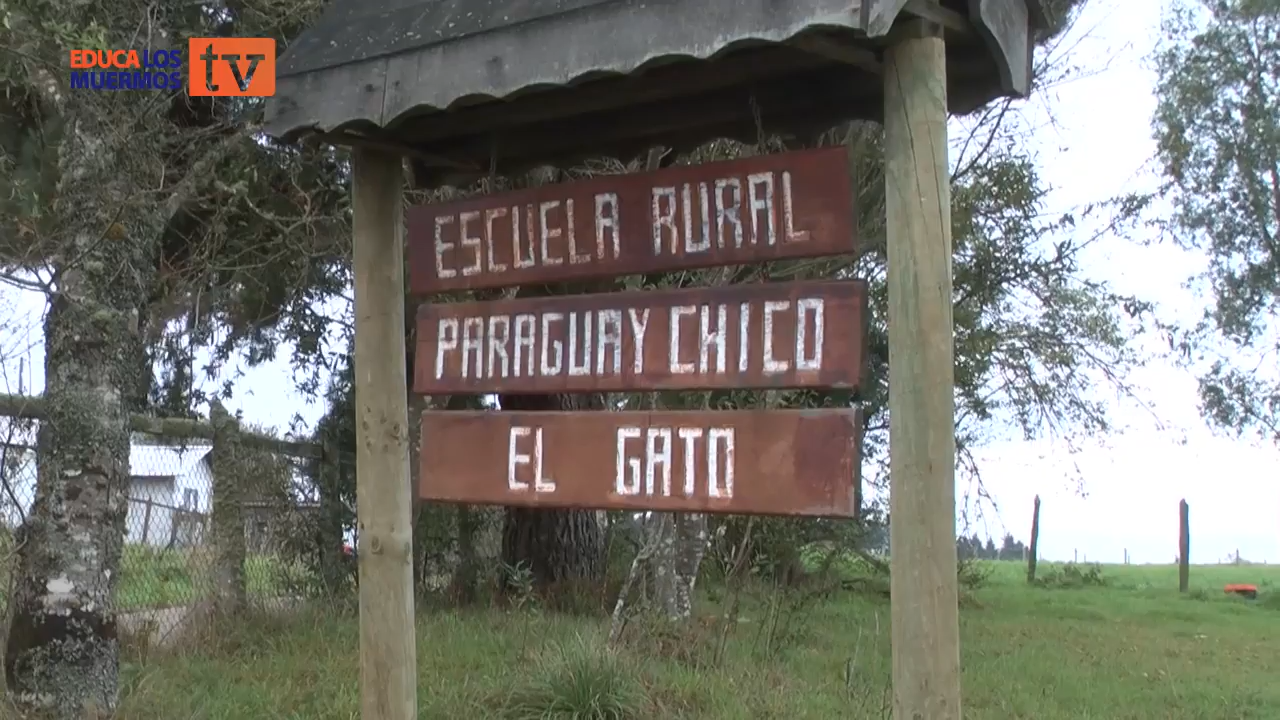 EDUCA LOS
MUERMOS
tv
ESCUELA RURAL
PARAGUAY CHICO
EL GATO